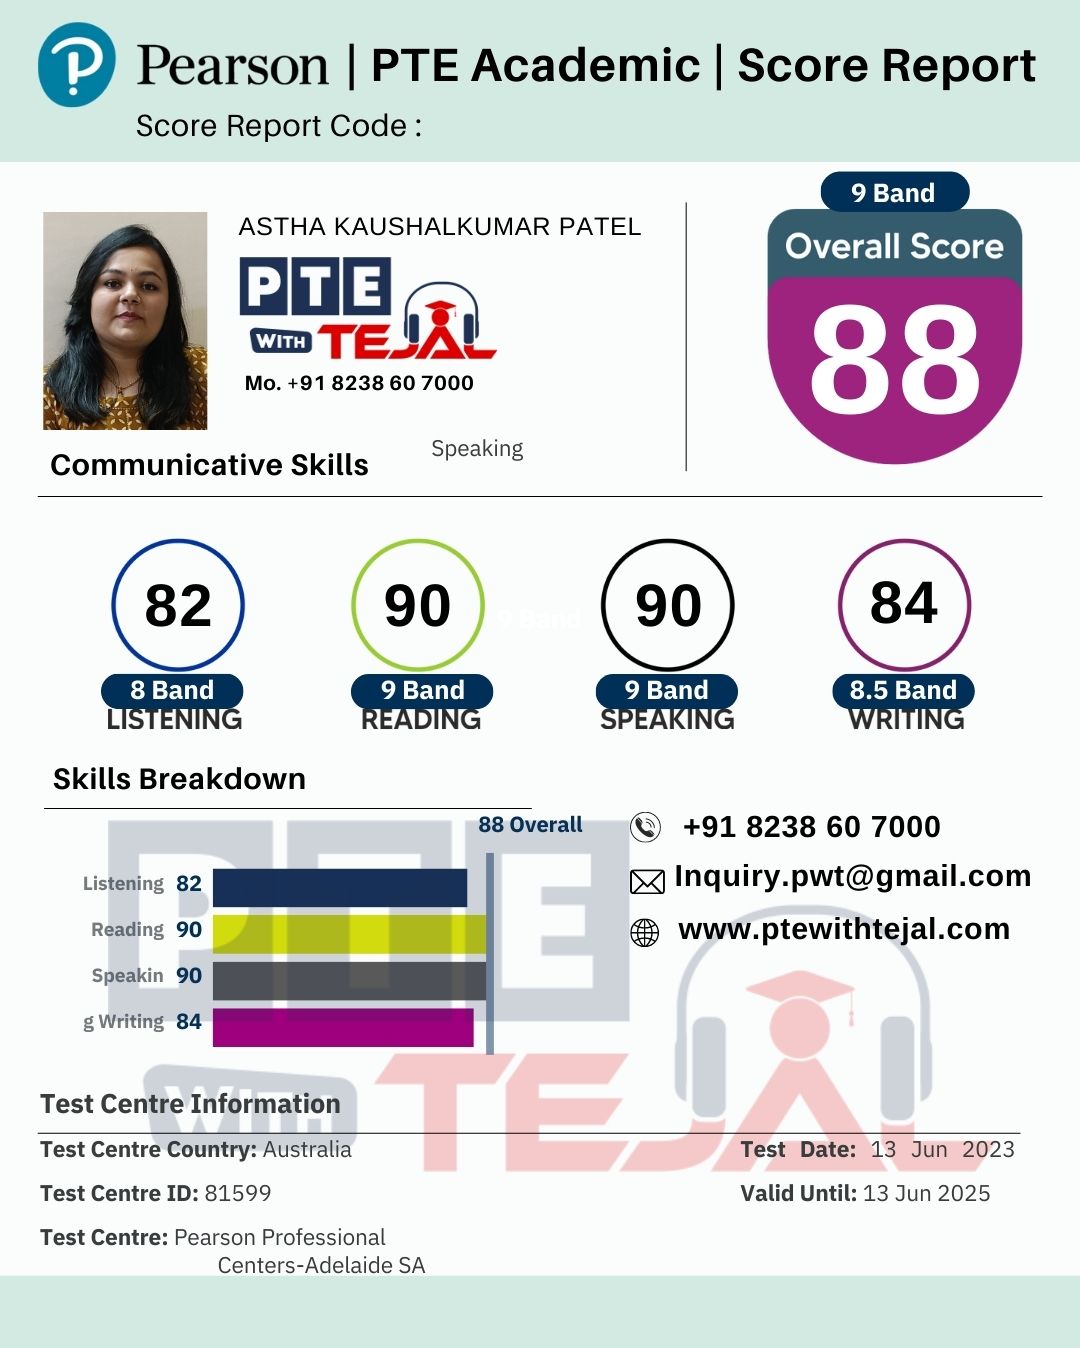 Pearson | PTE Academic | Score Report
Score Report Code :
9 Band
Overall Score
88
ASTHA KAUSHALKUMAR PATEL
PTE
WITH TEJAL
Mo. +91 8238 60 7000
Speaking
Communicative Skills
82 90 9 Band 90 84
8 Band 9 Band 9 Band 8.5 Band
LISTENING READING SPEAKING WRITING
Skills Breakdown
88 Overall
Listening 82
Reading 90
Speakin 90
g Writing 84
+91 8238 60 7000
Inquiry.pwt@gmail.com
www.ptewithtejal.com
PTE
WITH TEJAL
Test Centre Information
Test Centre Country: Australia
Test Centre ID: 81599
Test Centre: Pearson Professional
Centers-Adelaide SA
Test Date: 13 Jun 2023
Valid Until: 13 Jun 2025